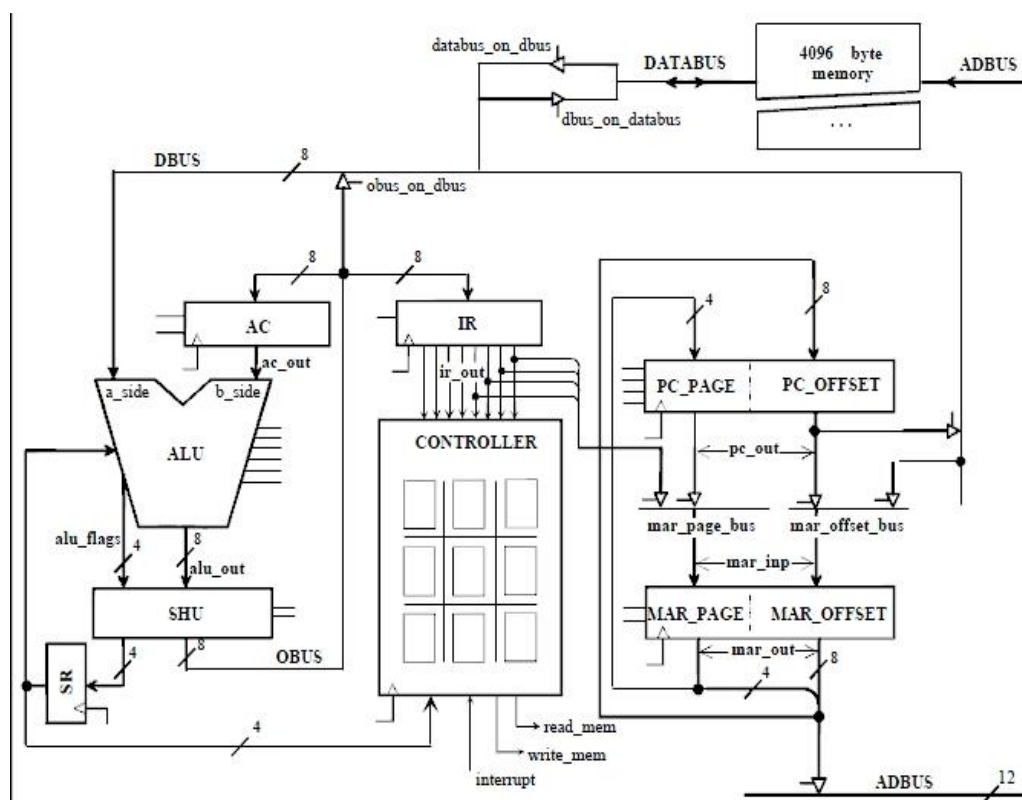 databus_on_dbus
DATABUS
4096 byte
memory
ADBUS
dbus_on_databus
...
DBUS
8
obus_on_dbus
8
8
4
8
AC
IR
ac_out
ir_out
PC_PAGE
PC_OFFSET
a_side
b_side
CONTROLLER
ALU
pc_out
mar_page_bus
mar_offset_bus
alu_flags
4
8
alu_out
mar_inp
SHU
MAR_PAGE
MAR_OFFSET
mar_out
4
8
OBUS
4
8
SR
4
read_mem
write_mem
interrupt
ADBUS
12